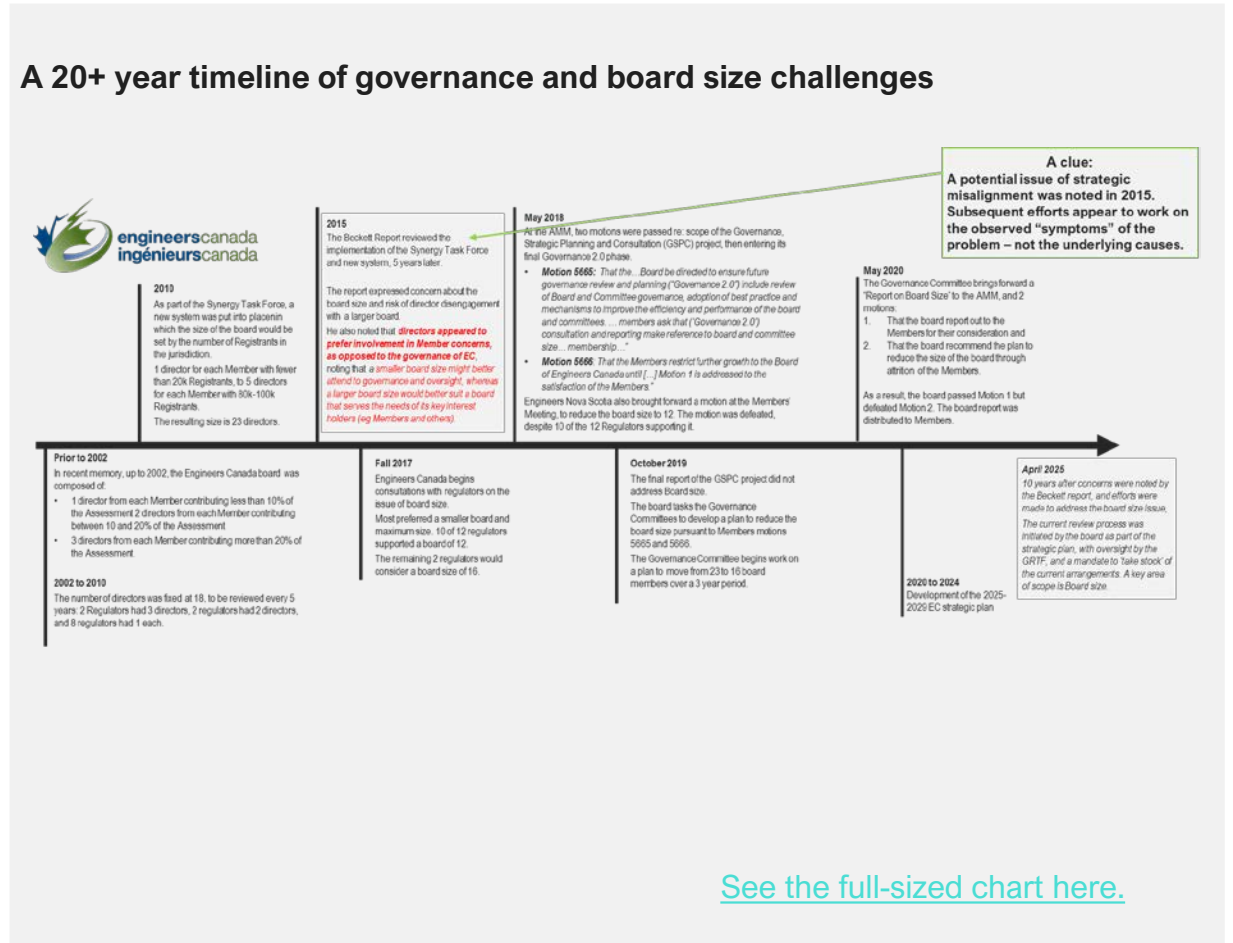 A 20+ year timeline of governance and board size challenges
A clue:
A potential issue of strategic
misalignment was noted in 2015.
Subsequent efforts appear to work on
the observed “symptoms” of the
problem – not the underlying causes.
engineerscanada
ingénieurscanada
2010
As part of the Synergy Task Force, a
new system was put into placenin
which the size of the board would be
set by the number of Registrants in
the jurisdiction.
1 director for each Member with fewer
than 20k Registrants, to 5 directors
for each Member with 80k-100k
Registrants.
The resulting size is 23 directors.
2015
The Beckett Report reviewed the
implementation of the Synergy Task Force
and new system, 5 years later.
The report expressed concern about the
board size and risk of director disengagement
with a larger board.
He also noted that directors appeared to
prefer involvement in Member concerns,
as opposed to the governance of EC,
noting that a smaller board size might better
attend to governance and oversight, whereas
a larger board size would better suit a board
that serves the needs of its key interest
holders (eg Members and others).
May 2018
At the AMM, two motions were passed re: scope of the Governance,
Strategic Planning and Consultation (GSPC) project, then entering its
final Governance 2.0 phase.
• Motion 5665: That the...Board be directed to ensure future
governance review and planning (“Governance 2.0”) include review
of Board and Committee governance, adoption of best practice and
mechanisms to improve the efficiency and performance of the board
and committees. ... members ask that (‘Governance 2.0’)
consultation and reporting make reference to board and committee
size... membership...”
• Motion 5666: That the Members restrict further growth to the Board
of Engineers Canada until [...] Motion 1 is addressed to the
satisfaction of the Members.”
Engineers Nova Scotia also brought forward a motion at the Members’
Meeting, to reduce the board size to 12. The motion was defeated,
despite 10 of the 12 Regulators supporting it.
May 2020
The Governance Committee brings forward a
“Report on Board Size’ to the AMM, and 2
motions:
1. That the board report out to the
Members for their consideration and
2. That the board recommend the plan to
reduce the size of the board through
attrition of the Members.
As a result, the board passed Motion 1 but
defeated Motion 2. The board report was
distributed to Members.
Prior to 2002
In recent memory, up to 2002, the Engineers Canada board was
composed of:
• 1 director from each Member contributing less than 10% of
the Assessment 2 directors from each Member contributing
between 10 and 20% of the Assessment
• 3 directors from each Member contributing more than 20% of
the Assessment
2002 to 2010
The number of directors was fixed at 18, to be reviewed every 5
years: 2 Regulators had 3 directors, 2 regulators had 2 directors,
and 8 regulators had 1 each.
Fall 2017
Engineers Canada begins
consultations with regulators on the
issue of board size.
Most preferred a smaller board and
maximum size. 10 of 12 regulators
supported a board of 12.
The remaining 2 regulators would
consider a board size of 16.
October 2019
The final report of the GSPC project did not
address Board size.
The board tasks the Governance
Committees to develop a plan to reduce the
board size pursuant to Members motions
5665 and 5666.
The Governance Committee begins work on
a plan to move from 23 to 16 board
members over a 3 year period.
2020 to 2024
Development of the 2025-
2029 EC strategic plan
April 2025
10 years after concerns were noted by
the Beckett report, and efforts were
made to address the board size issue,
The current review process was
initiated by the board as part of the
strategic plan, with oversight by the
GRTF, and a mandate to ‘take stock’ of
the current arrangements. A key area
of scope is Board size.
See the full-sized chart here.